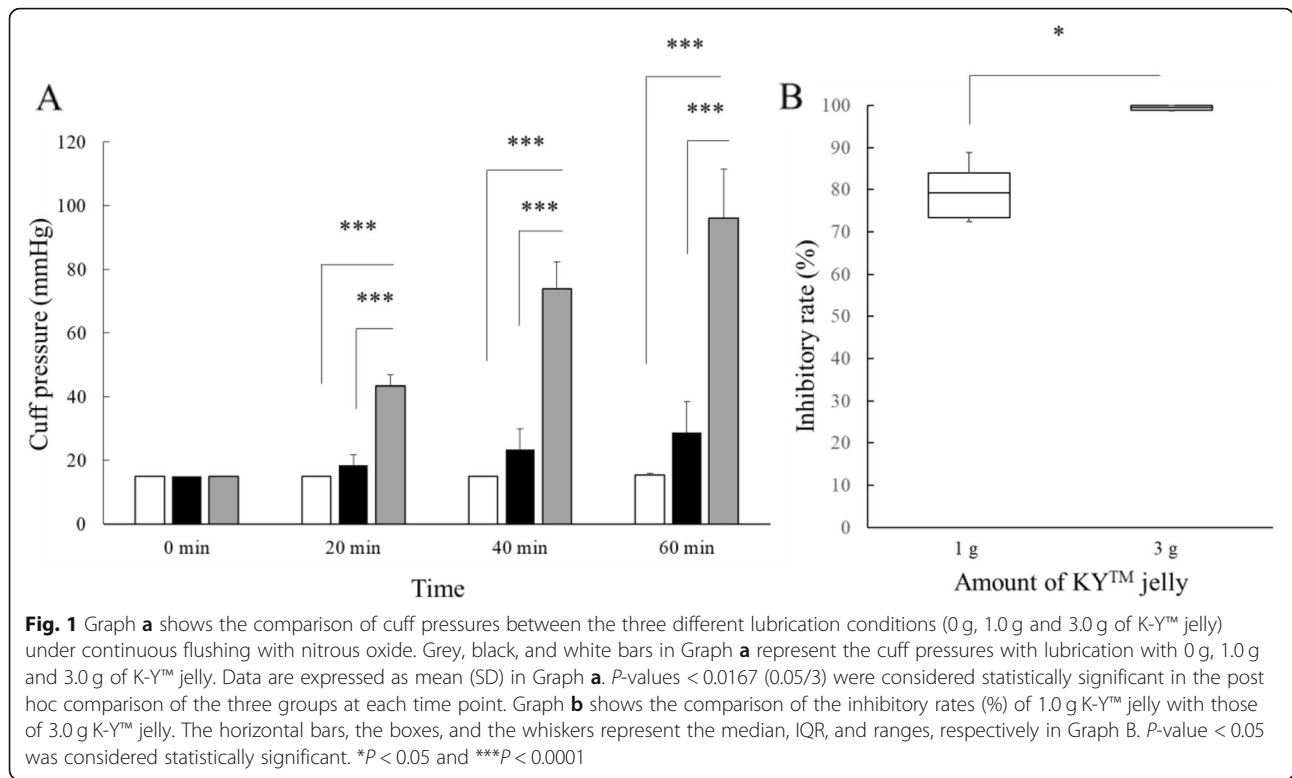 A
B
***
***
***
***
***
***
*
120
100
80
60
40
20
0
Cuff pressure (mmHg)
0 min
20 min
40 min
60 min
Time
100
90
80
70
60
50
40
30
20
10
0
Inhibitory rate (%)
1 g
3 g
Amount of KY™ jelly
Fig. 1 Graph a shows the comparison of cuff pressures between the three different lubrication conditions (0 g, 1.0 g and 3.0 g of K-Y™ jelly)
under continuous flushing with nitrous oxide. Grey, black, and white bars in Graph a represent the cuff pressures with lubrication with 0 g, 1.0 g
and 3.0 g of K-Y™ jelly. Data are expressed as mean (SD) in Graph a. P-values < 0.0167 (0.05/3) were considered statistically significant in the post
hoc comparison of the three groups at each time point. Graph b shows the comparison of the inhibitory rates (%) of 1.0 g K-Y™ jelly with those
of 3.0 g K-Y™ jelly. The horizontal bars, the boxes, and the whiskers represent the median, IQR, and ranges, respectively in Graph B. P-value < 0.05
was considered statistically significant. *P < 0.05 and ***P < 0.0001